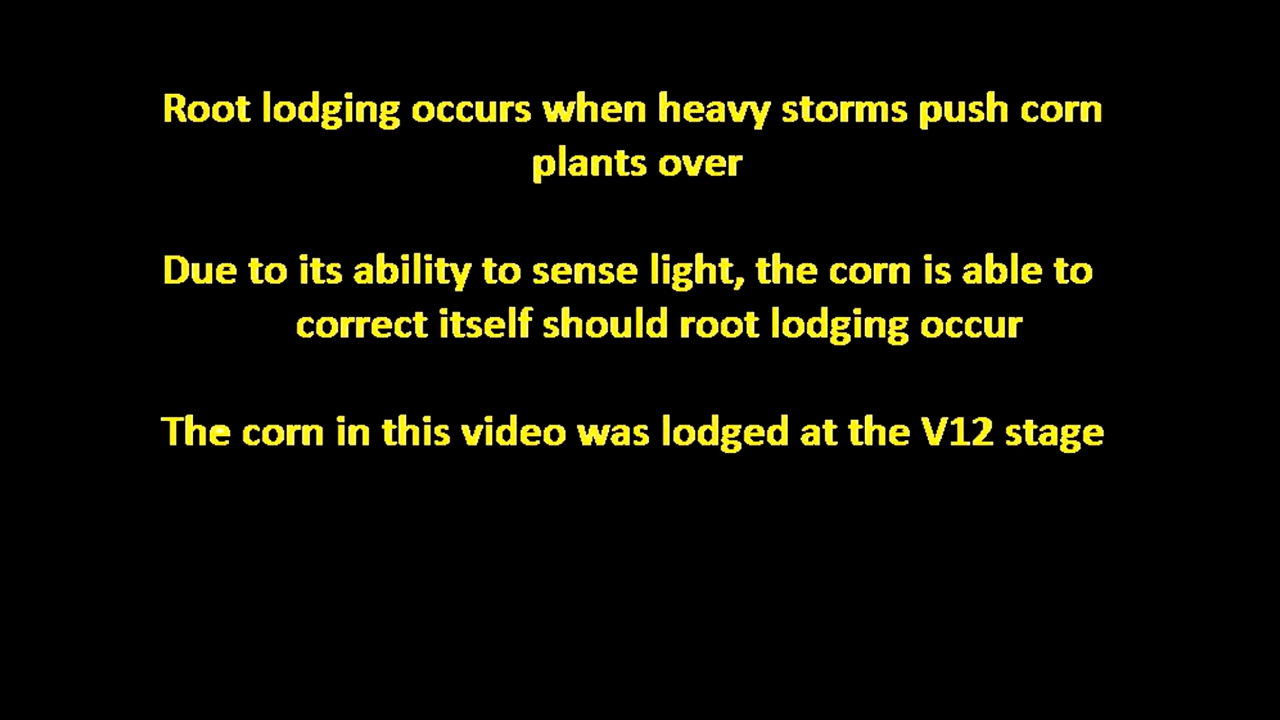 Root lodging occurs when heavy storms push corn
plants over
Due to its ability to sense light, the corn is able to
correct itself should root lodging occur
The corn in this video was lodged at the V12 stage